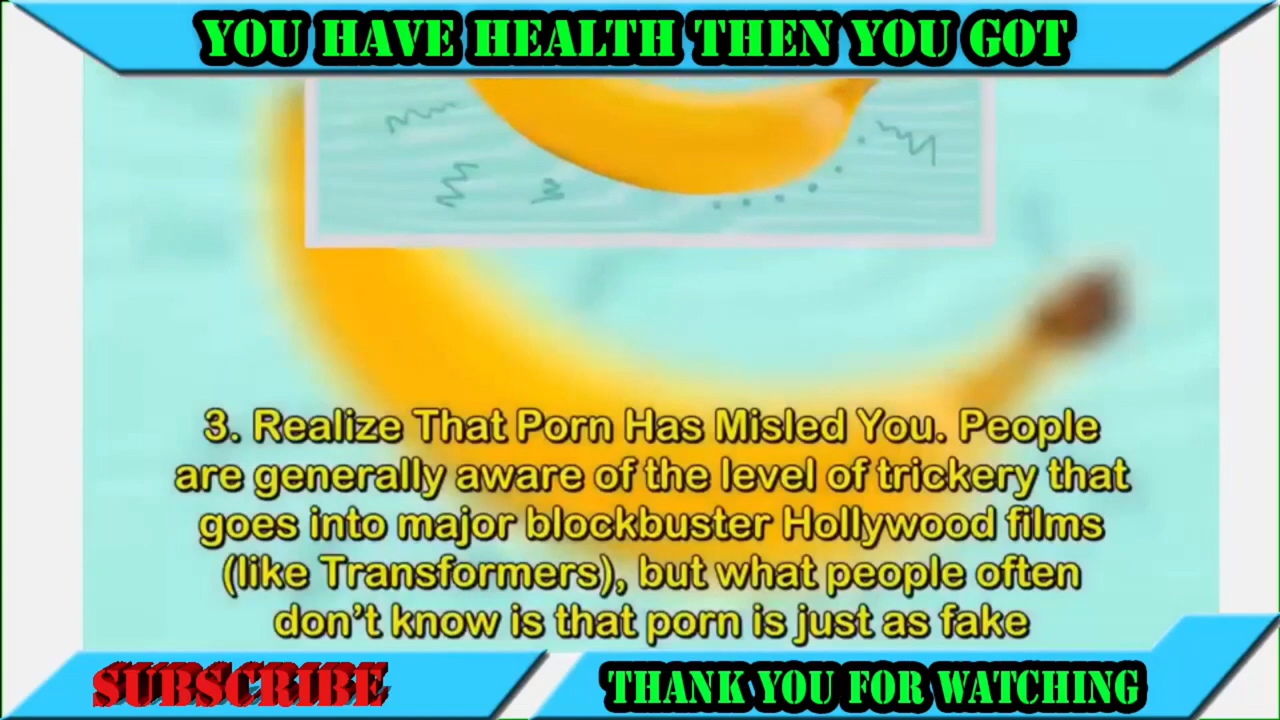 YOU HAVE HEALTH THEN YOU GOT
3. Realize That Porn Has Misled You. People
are generally aware of the level of trickery that
goes into major blockbuster Hollywood films
(like Transformers), but what people often
don’t know is that porn is just as fake
SUBSCRIBE
THANK YOU FOR WATCHING